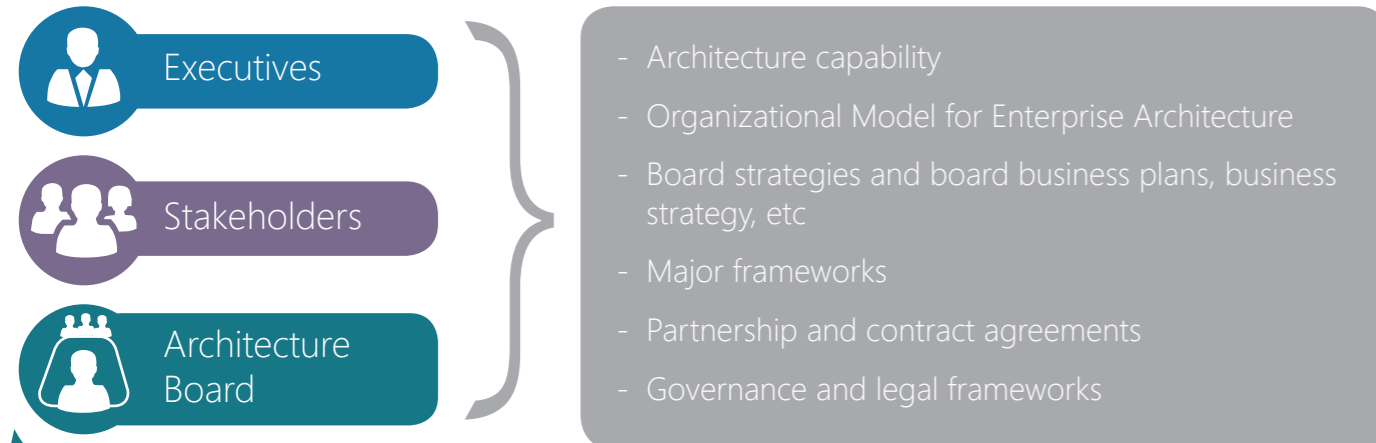 Executives
Stakeholders
Architecture
Board
- Architecture capability
- Organizational Model for Enterprise Architecture
- Board strategies and board business plans, business
strategy, etc
- Major frameworks
- Partnership and contract agreements
- Governance and legal frameworks